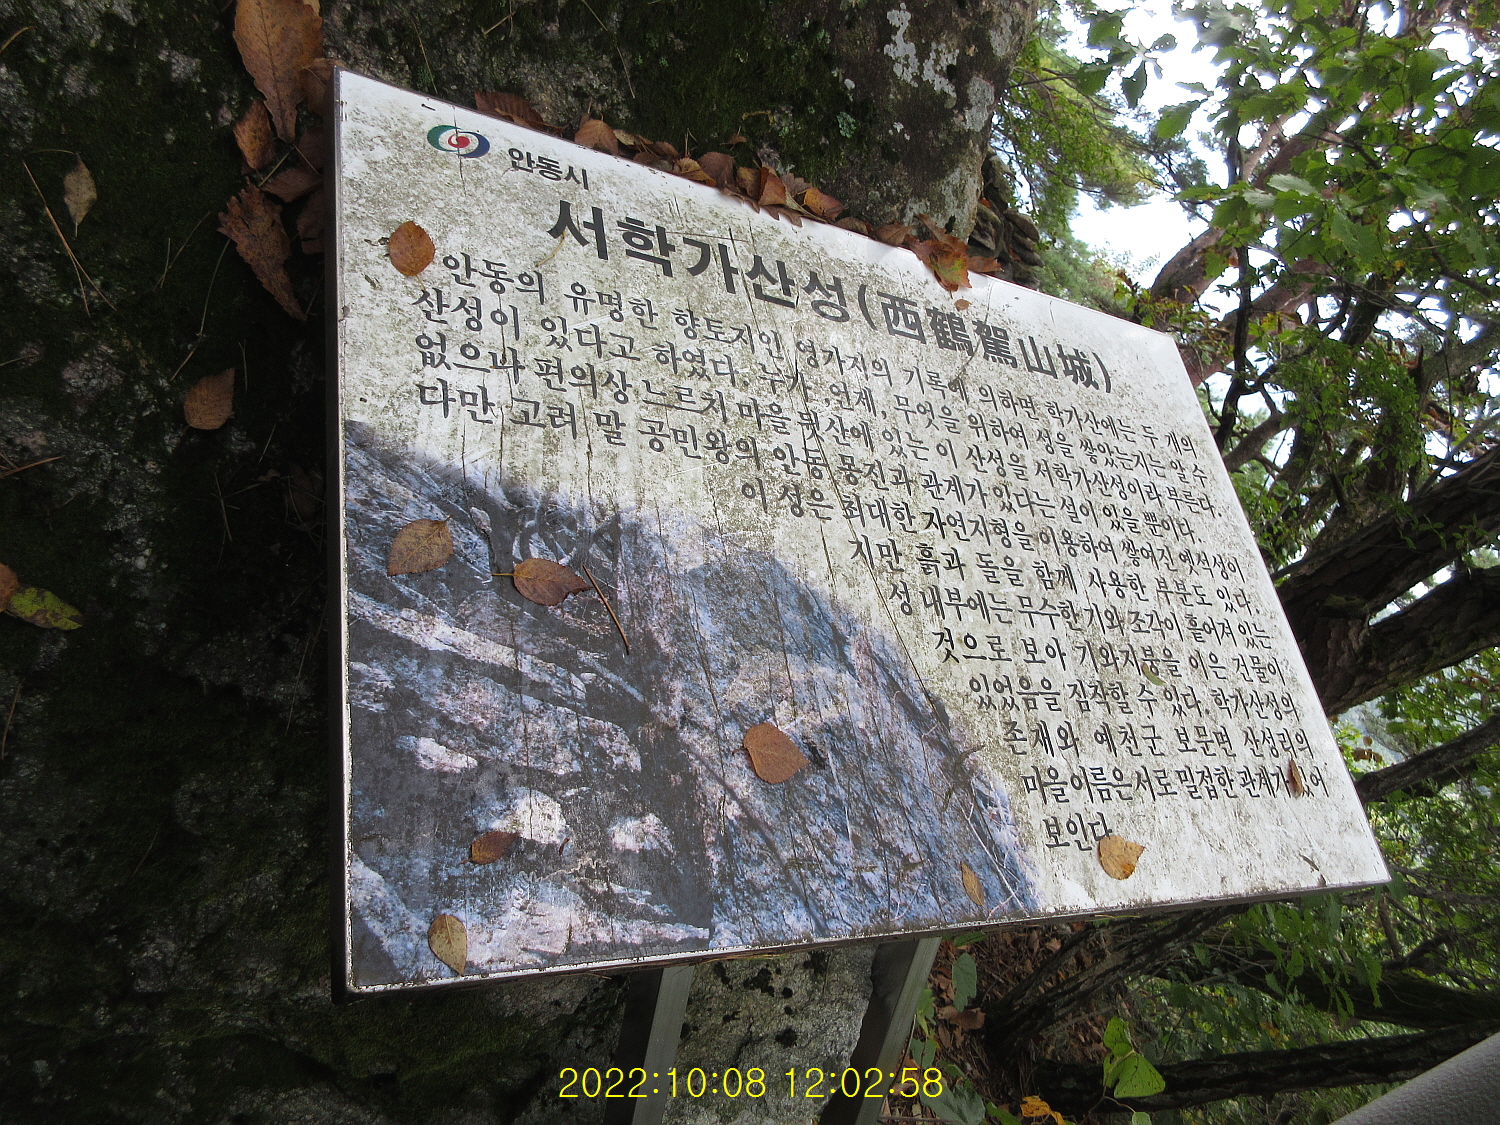 안동시
서학가산성(西鶴駕山城)
안동의 유명한 향토지인 영가지의 기록에 의하면 학가산에는 두 개의
산성이 있다고 하였다. 누가, 언제, 무엇을 위하여 성을 쌓았는지는 알 수
없으나 편의상 느르치 마을 뒷산에 있는 이 산성을 서학가산성이라 부른다.
다만 고려 말 공민왕의 안동 몽진과 관계가 있다는 설이 있을 뿐이다.
이 성은 최대한 자연지형을 이용하여 쌓여진 석성이
지만 흙과 돌을 함께 사용한 부분도 있다.
성 내부에는 무수한 기와 조각이 흩어져 있는
것으로 보아 기와지붕을 이은 건물이
있었음을 짐작할 수 있다. 학가산성의
존재와 예천군 보문면 산성리의
마을이름은 서로 밀접한 관계가 있어
보인다.
2022:10:08 12:02:58